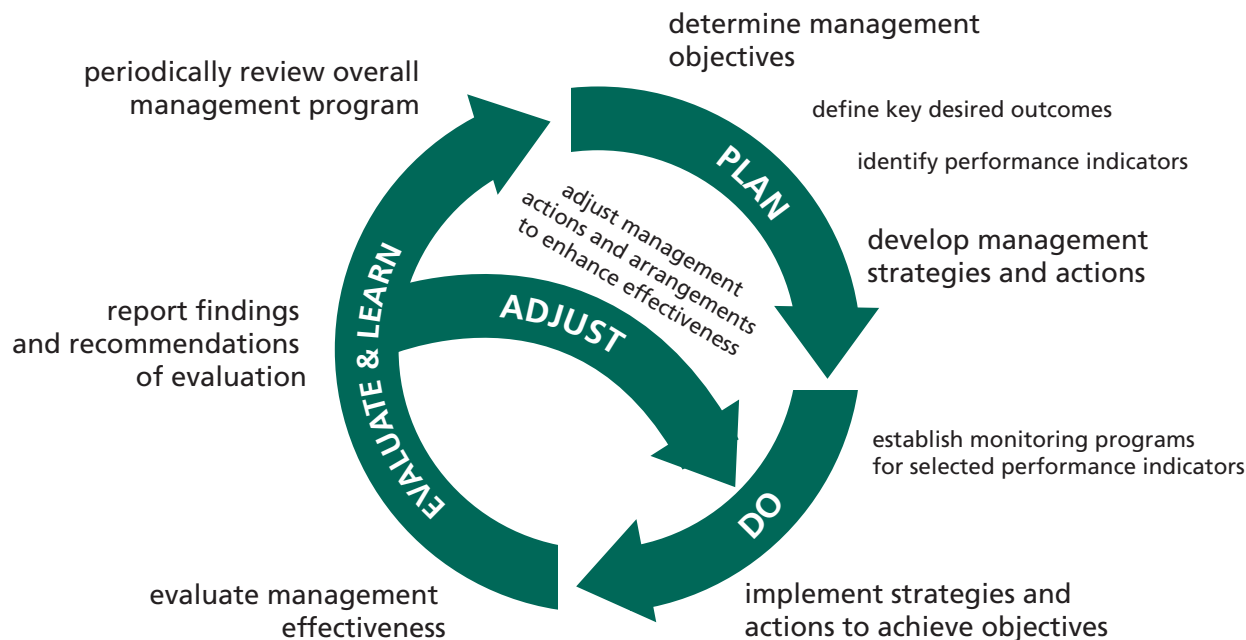 determine management
objectives
define key desired outcomes
identify performance indicators
PLAN
develop management
strategies and actions
establish monitoring programs
for selected performance indicators
DO
implement strategies and
actions to achieve objectives
evaluate management
effectiveness
EVALUATE & LEARN
report findings
and recommendations
of evaluation
periodically review overall
management program
ADJUST
adjust management
actions and arrangements
to enhance effectiveness